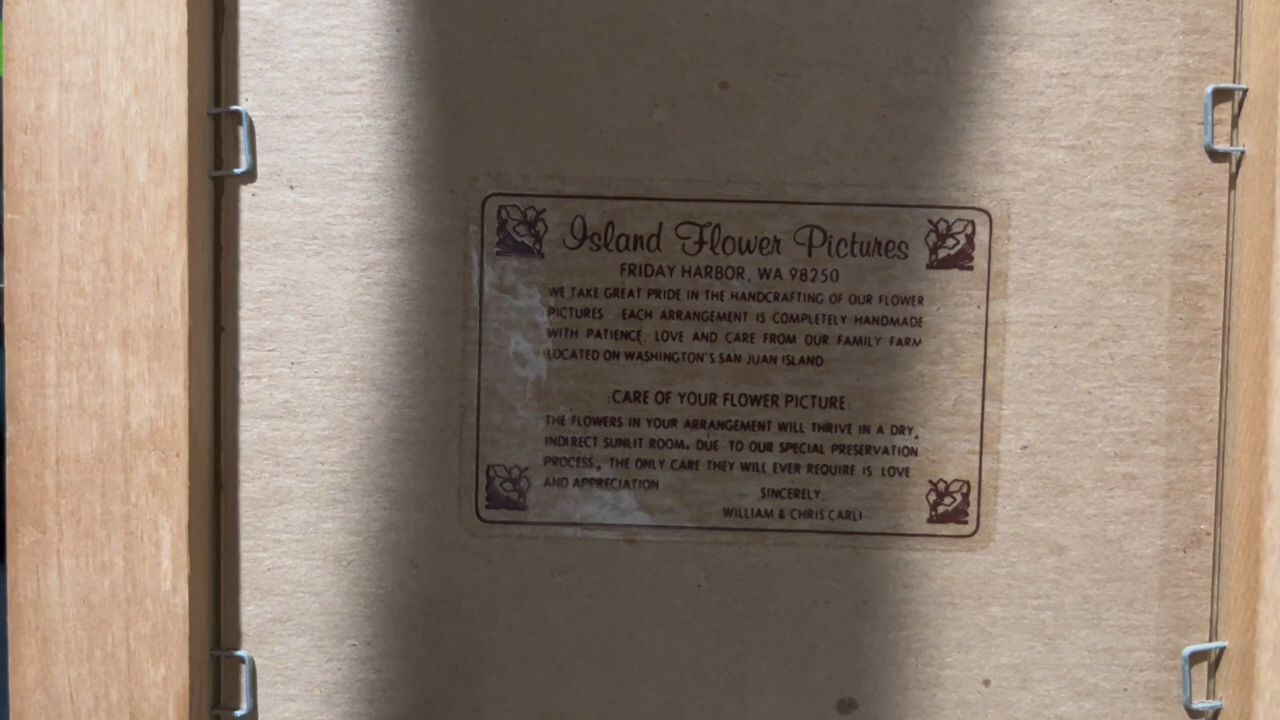 Island Flower Pictures
FRIDAY HARBOR, WA 98250
WE TAKE GREAT PRIDE IN THE HANDCRAFTING OF OUR FLOWER
PICTURES EACH ARRANGEMENT IS COMPLETELY HANDMADE
WITH PATIENCE, LOVE AND CARE FROM OUR FAMILY FARM
LOCATED ON WASHINGTON'S SAN JUAN ISLAND
CARE OF YOUR FLOWER PICTURE
THE FLOWERS IN YOUR ARRANGEMENT WILL THRIVE IN A DRY,
INDIRECT SUNLIT ROOM. DUE TO OUR SPECIAL PRESERVATION
PROCESS, THE ONLY CARE THEY WILL EVER REQUIRE IS LOVE
AND APPRECIATION
SINCERELY,
WILLIAM & CHRIS CARLI